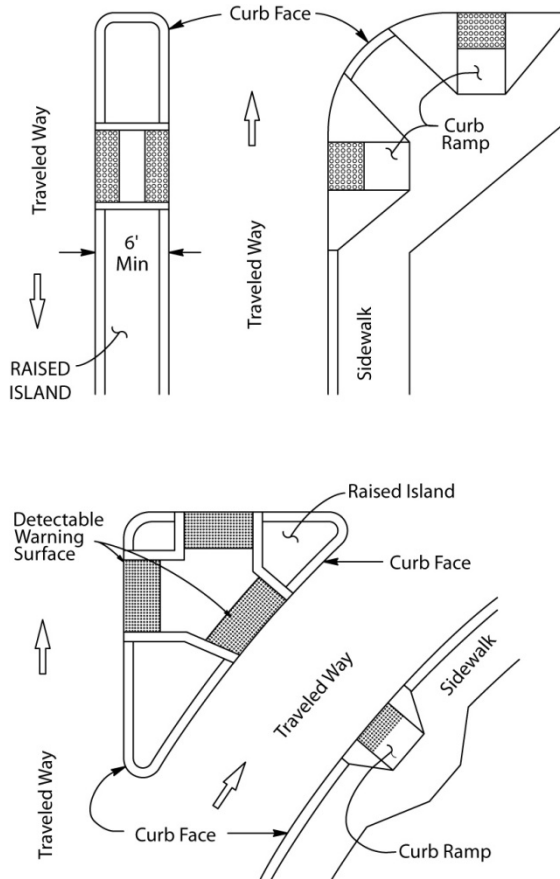 Curb Face
Traveled Way
Curb
Ramp
6'
Min
Traveled Way
Sidewalk
RAISED
ISLAND
Raised Island
Detectable
Warning
Surface
Curb Face
Sidewalk
Traveled Way
Traveled Way
Curb Face
Curb Ramp